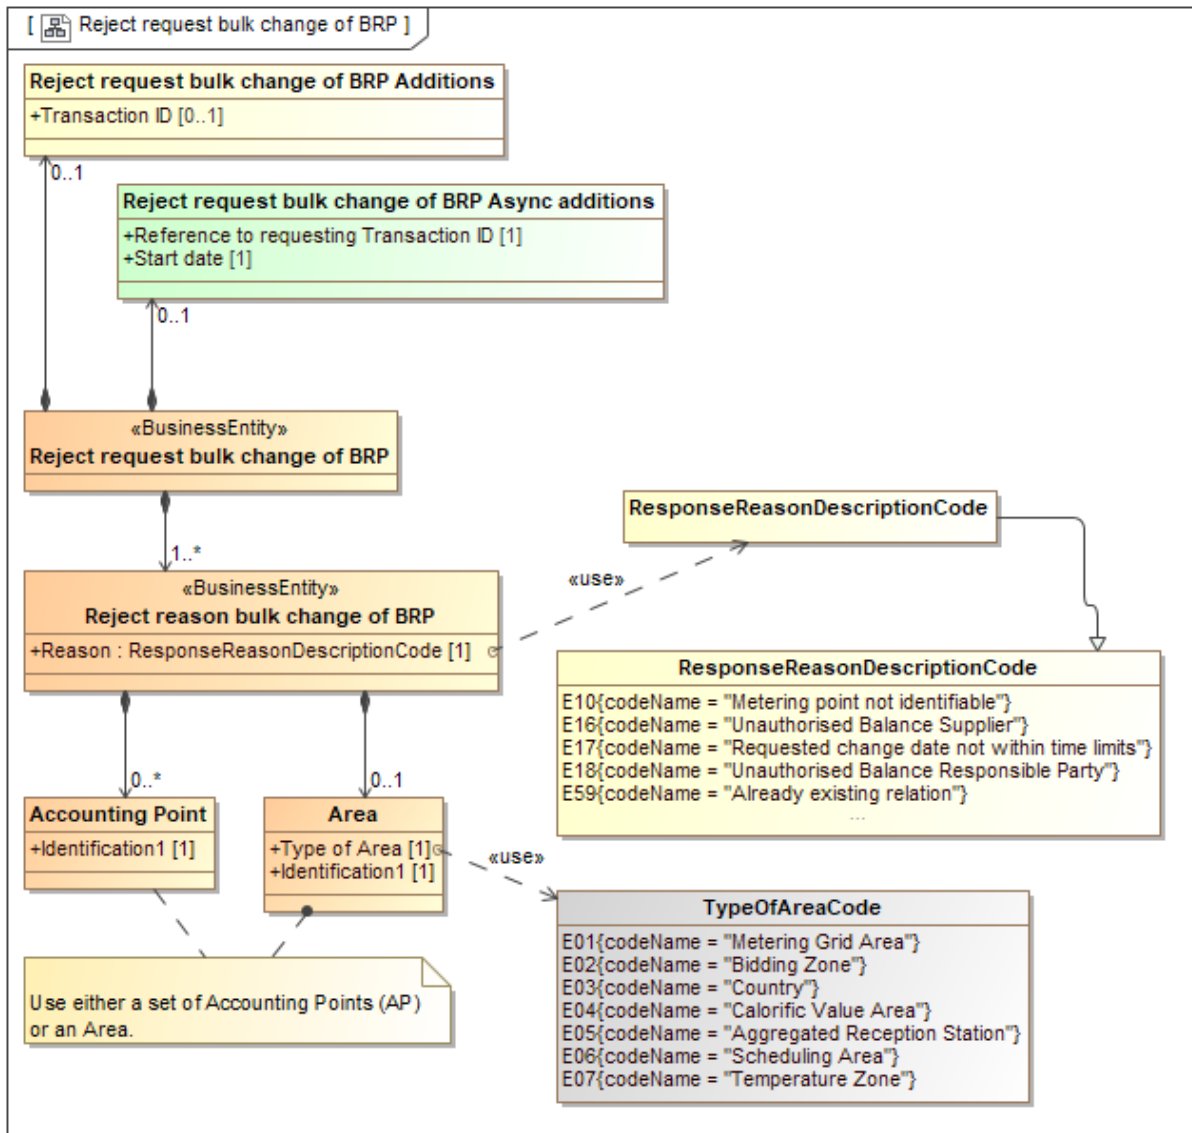 [ Reject request bulk change of BRP ]
Reject request bulk change of BRP Additions
+Transaction ID [0..1]
0..1
Reject request bulk change of BRP Async additions
+Reference to requesting Transaction ID [1]
+Start date [1]
0..1
«BusinessEntity»
Reject request bulk change of BRP
1..*
«BusinessEntity»
Reject reason bulk change of BRP
+Reason : ResponseReasonDescriptionCode [1]
«use»
ResponseReasonDescriptionCode
ResponseReasonDescriptionCode
E10{codeName = "Metering point not identifiable"}
E16{codeName = "Unauthorised Balance Supplier"}
E17{codeName = "Requested change date not within time limits"}
E18{codeName = "Unauthorised Balance Responsible Party"}
E59{codeName = "Already existing relation"}
...
0..*
0..1
Accounting Point
+Identification1 [1]
Area
+Type of Area [1]
+Identification1 [1]
«use»
TypeOfAreaCode
E01{codeName = "Metering Grid Area"}
E02{codeName = "Bidding Zone"}
E03{codeName = "Country"}
E04{codeName = "Calorific Value Area"}
E05{codeName = "Aggregated Reception Station"}
E06{codeName = "Scheduling Area"}
E07{codeName = "Temperature Zone"}
Use either a set of Accounting Points (AP)
or an Area.